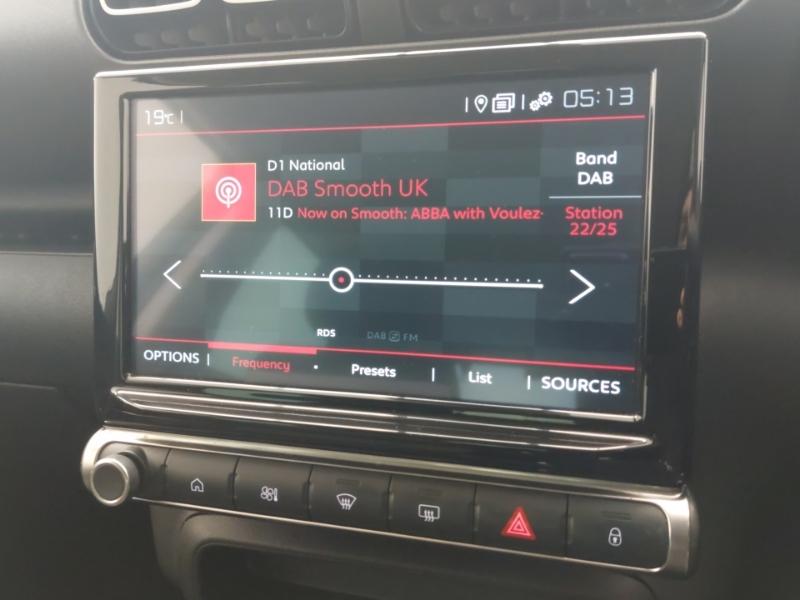 19°C
05:13
D1 National
DAB Smooth UK
11D Now on Smooth: ABBA with Voulez-
Band
DAB
Station
22/25
RDS
DAB FM
OPTIONS
Frequency
Presets
List
SOURCES